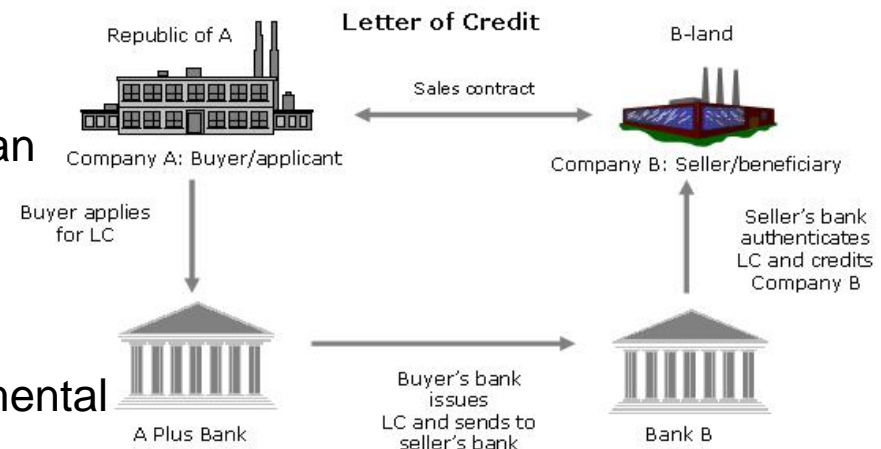 Letter of Credit
Republic of A
B-land
Sales contract
an
Company A: Buyer/applicant
Company B: Seller/beneficiary
Buyer applies
for LC
Seller's bank
authenticates
LC and credits
Company B
mental
Buyer's bank
issues
LC and sends to
seller's bank
A Plus Bank
Bank B